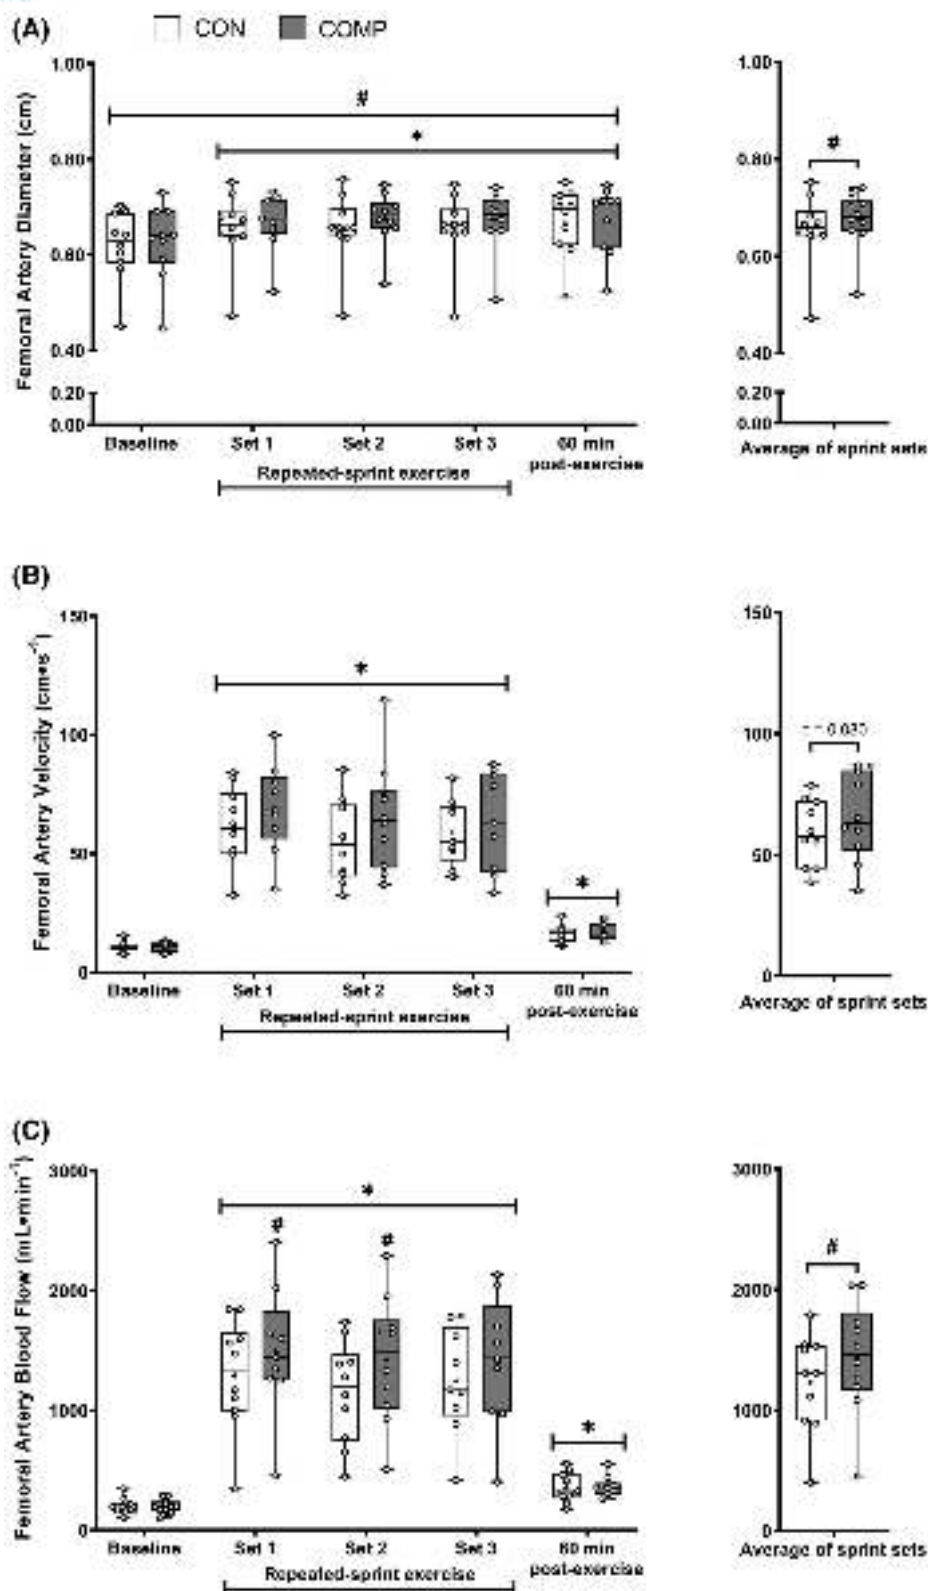 (A)
CON COMP
Femoral Artery Diameter (cm)
1.00
0.80
0.60
0.40
0.20
0.00
#
*
Baseline Set 1 Set 2 Set 3 60 min post-exercise
Repeated-sprint exercise
1.00
0.80
0.60
0.40
0.20
0.00
#
Average of sprint sets
(B)
Femoral Artery Velocity (cm•s⁻¹)
150
100
50
0
*
*
Baseline Set 1 Set 2 Set 3 60 min post-exercise
Repeated-sprint exercise
150
100
50
0
Average of sprint sets
(C)
Femoral Artery Blood Flow (mL•min⁻¹)
3000
2000
1000
0
*
#
#
*
Baseline Set 1 Set 2 Set 3 60 min post-exercise
Repeated-sprint exercise
3000
2000
1000
0
#
Average of sprint sets